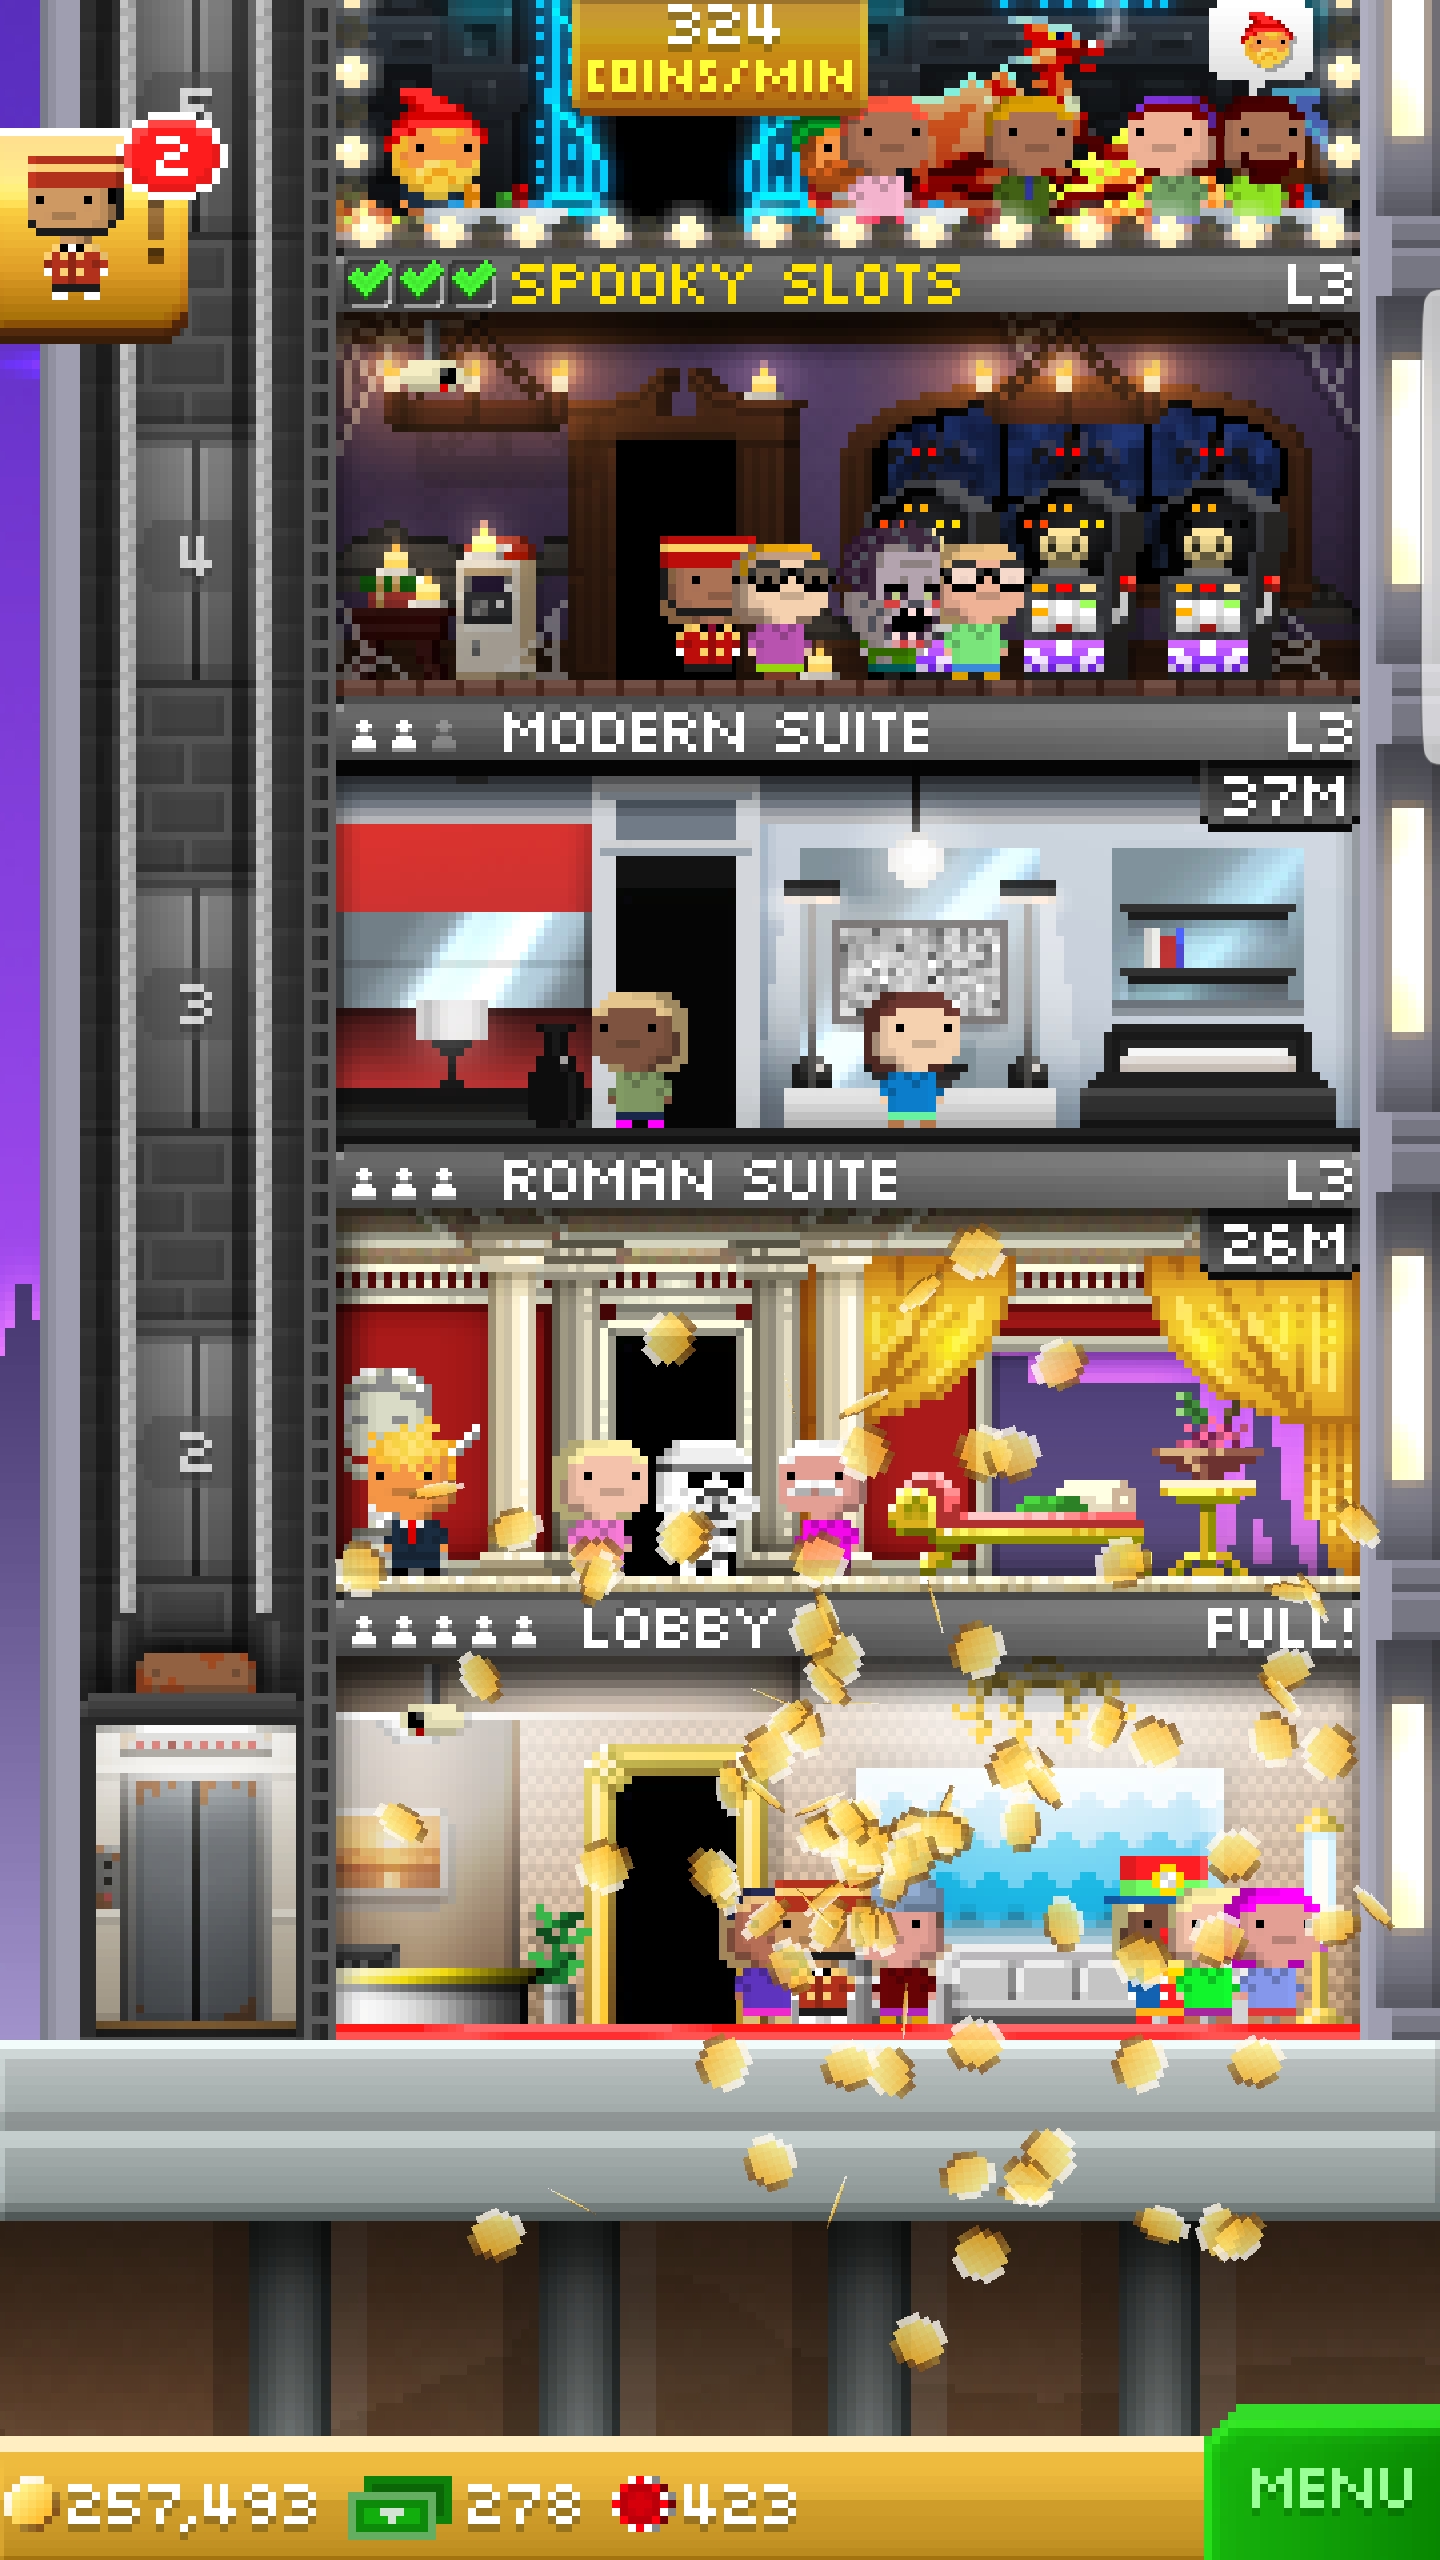 324
COINS/MIN
5
2
SPOOKY SLOTS L3
4
MODERN SUITE L3
37M
3
ROMAN SUITE L3
26M
2
LOBBY FULL!
257,493 278 423
MENU